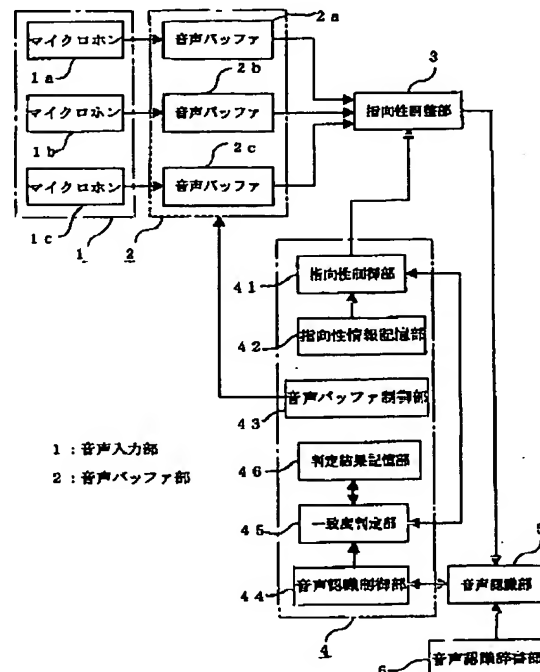 2a
マイクロホン
音声バッファ
1a
2b
3
マイクロホン
音声バッファ
指向性調整部
1b
2c
マイクロホン
音声バッファ
1c
1
2
41
指向性制御部
42
指向性情報記憶部
43
音声バッファ制御部
1:音声入力部
2:音声バッファ部
46
判定結果記憶部
45
一致度判定部
5
44
音声認識制御部
音声認識部
4
6
音声認識辞書部